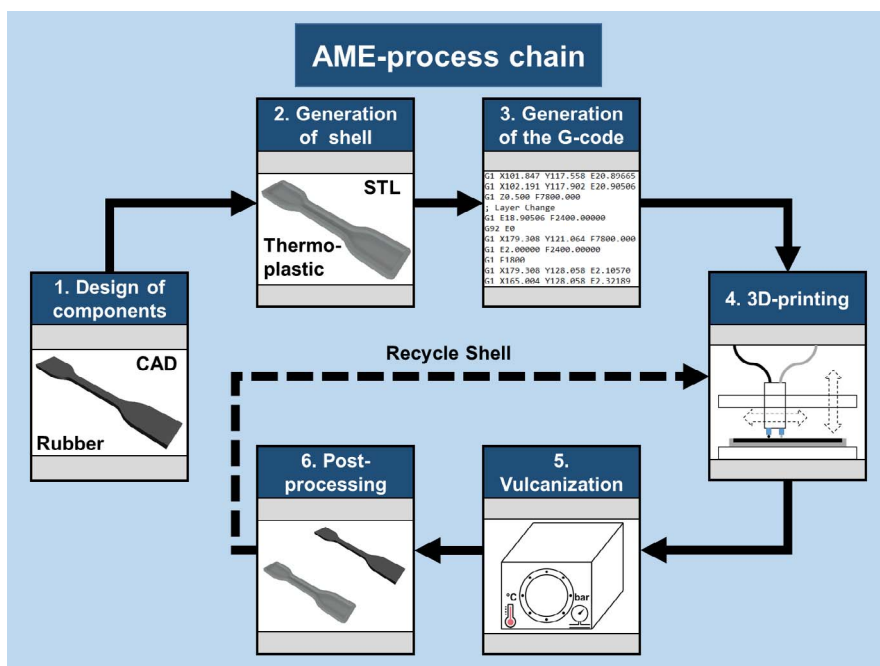 AME-process chain
1. Design of
components
CAD
Rubber
2. Generation
of shell
STL
Thermo-
plastic
3. Generation
of the G-code
G1 X101.847 Y117.558 E20.89665
G1 X102.191 Y117.902 E20.90506
G1 Z0.500 F7800.000
; Layer Change
G1 E18.90506 F2400.00000
G92 E0
G1 X179.308 Y121.064 F7800.000
G1 E2.00000 F2400.00000
G1 F1800
G1 X179.308 Y128.058 E2.10570
G1 X165.004 Y128.058 E2.32189
4. 3D-printing
Recycle Shell
5.
Vulcanization
°C
bar
6. Post-
processing